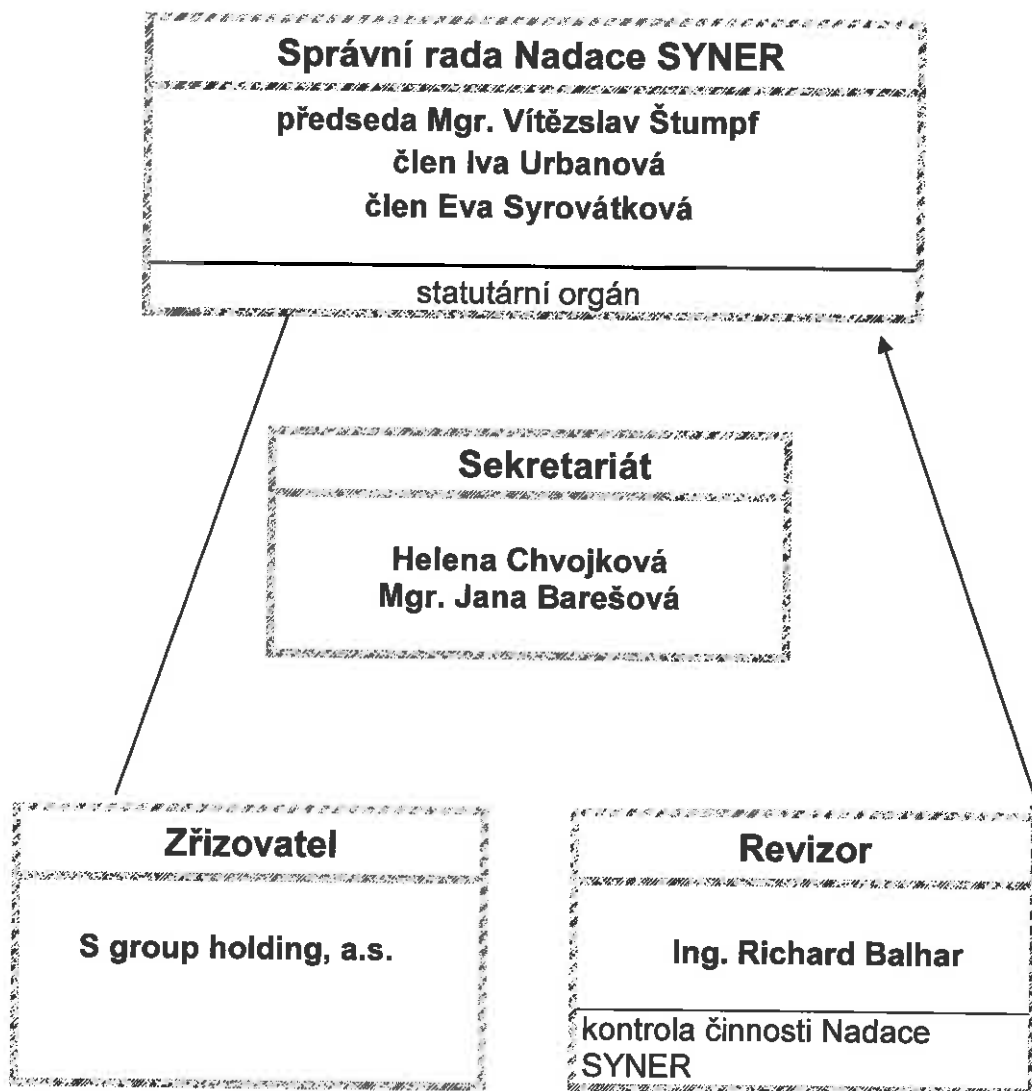 Správní rada Nadace SYNER
předseda Mgr. Vítězslav Štumpf
člen Iva Urbanová
člen Eva Syrovátková
statutární orgán
Sekretariát
Helena Chvojková
Mgr. Jana Barešová
Zřizovatel
S group holding, a.s.
Revizor
Ing. Richard Balhar
kontrola činnosti Nadace
SYNER